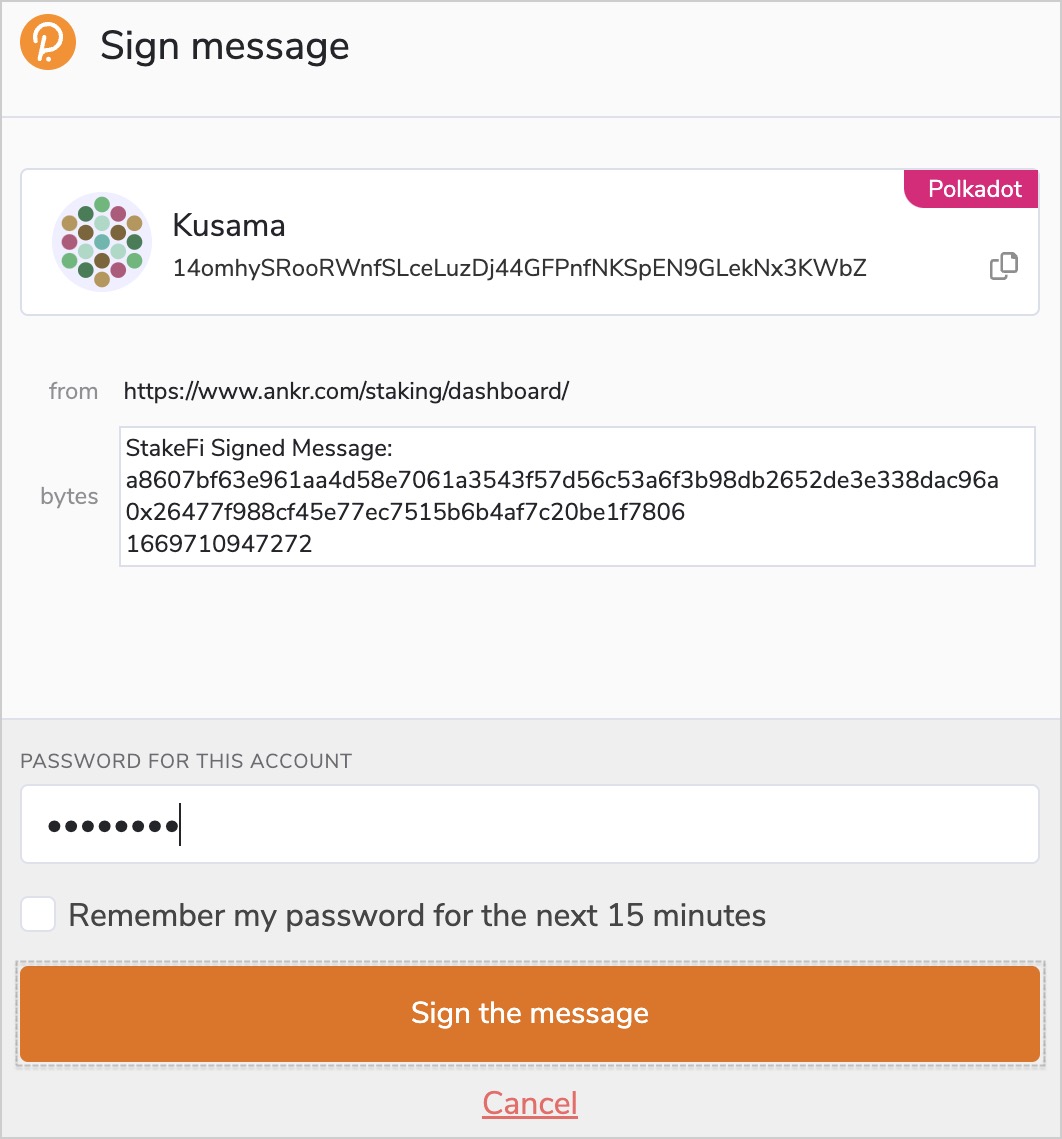 Sign message
Polkadot
Kusama
14omhySRooRWnfSLceLuzDj44GFPnfNKSpEN9GLekNx3KWbZ
from https://www.ankr.com/staking/dashboard/
bytes
StakeFi Signed Message:
a8607bf63e961aa4d58e7061a3543f57d56c53a6f3b98db2652de3e338dac96a
0x26477f988cf45e77ec7515b6b4af7c20be1f7806
1669710947272
PASSWORD FOR THIS ACCOUNT
Remember my password for the next 15 minutes
Sign the message
Cancel